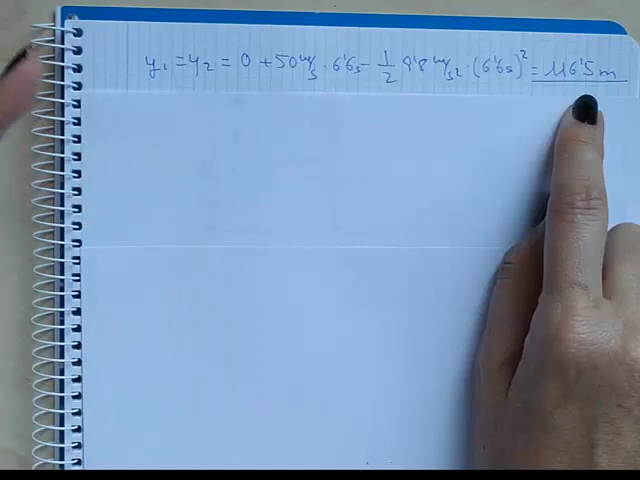 y₁ = y₂ = 0 + 50 m/s · 6'6s − 1/2 9'8 m/s² · (6'6s)² = 116'5 m